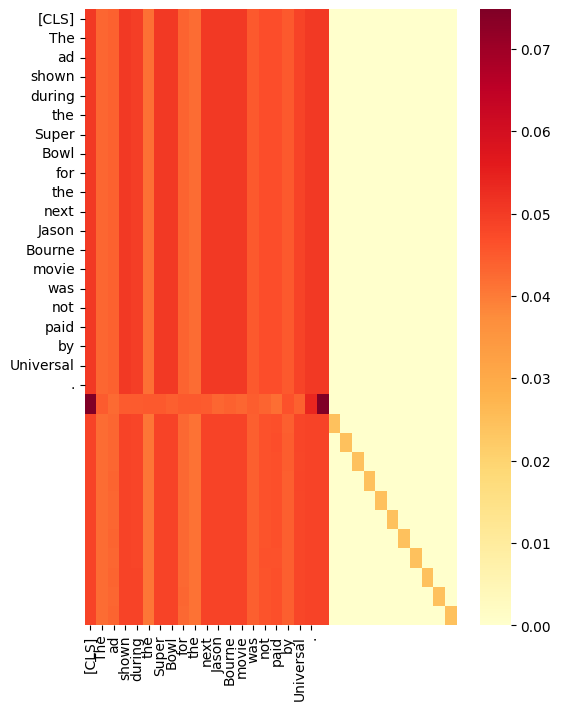 [CLS]
The
ad
shown
during
the
Super
Bowl
for
the
next
Jason
Bourne
movie
was
not
paid
by
Universal
.
[CLS]
The
ad
shown
during
the
Super
Bowl
for
the
next
Jason
Bourne
movie
was
not
paid
by
Universal
.
0.07
0.06
0.05
0.04
0.03
0.02
0.01
0.00